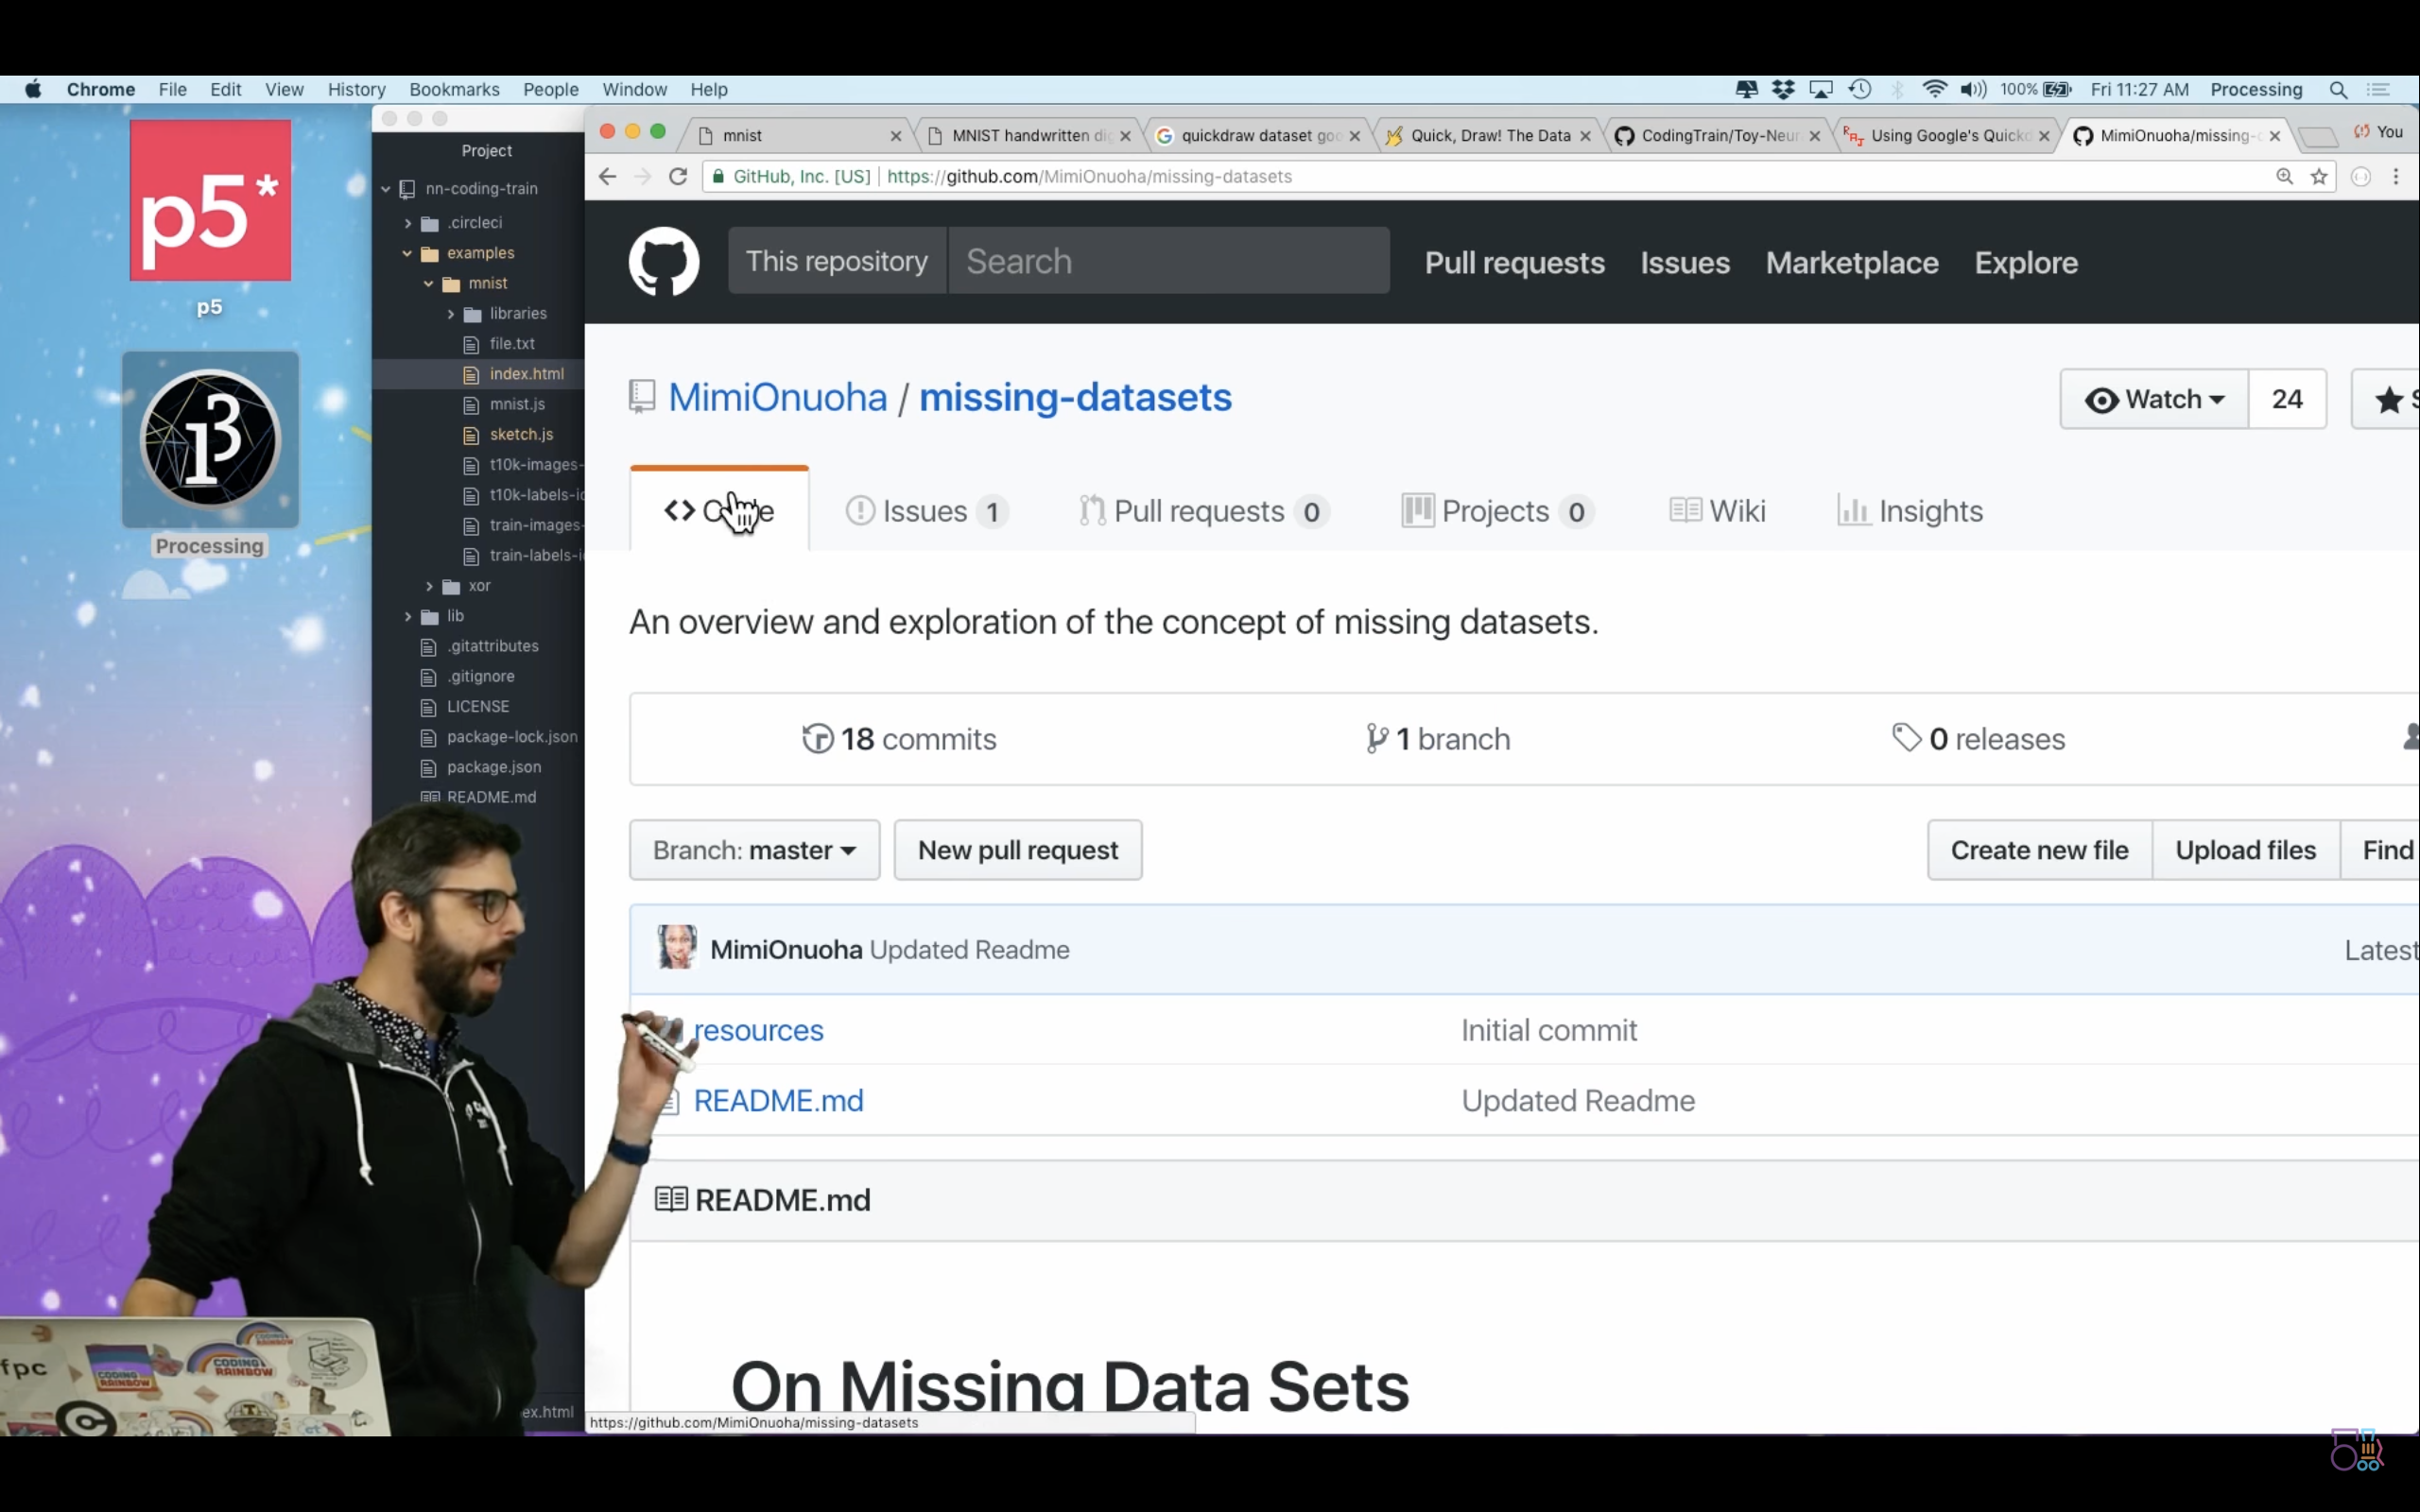 Chrome File Edit View History Bookmarks People Window Help 100% Fri 11:27 AM Processing
p5*
p5
Processing
Project
nn-coding-train
.circleci
examples
mnist
libraries
file.txt
index.html
mnist.js
sketch.js
t10k-images-
t10k-labels-i
train-images-
train-labels-i
xor
lib
.gitattributes
.gitignore
LICENSE
package-lock.json
package.json
README.md
ex.html
mnist
MNIST handwritten di
quickdraw dataset goo
Quick, Draw! The Data
CodingTrain/Toy-Neur
Using Google's Quickd
MimiOnuoha/missing-d
You
GitHub, Inc. [US] | https://github.com/MimiOnuoha/missing-datasets
This repository Search Pull requests Issues Marketplace Explore
MimiOnuoha / missing-datasets Watch 24
Issues 1 Pull requests 0 Projects 0 Wiki Insights
An overview and exploration of the concept of missing datasets.
18 commits 1 branch 0 releases
Branch: master New pull request Create new file Upload files Find
MimiOnuoha Updated Readme Latest
resources Initial commit
README.md Updated Readme
README.md
On Missing Data Sets
https://github.com/MimiOnuoha/missing-datasets
fpc
CODING RAINBOW
CODING RAINBOW